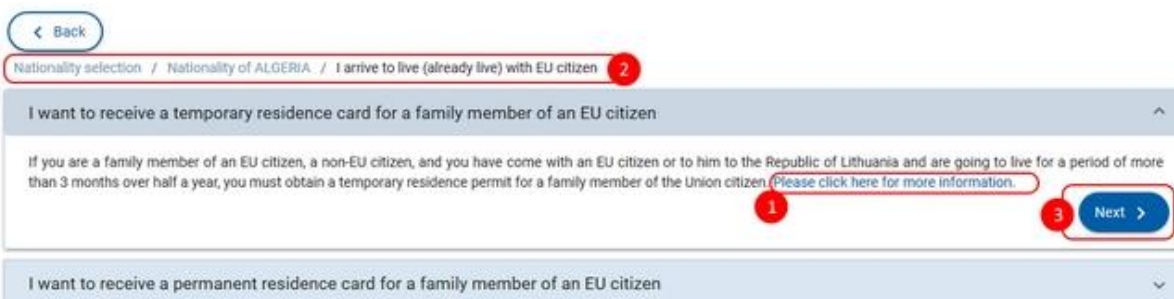 Back
Nationality selection / Nationality of ALGERIA / I arrive to live (already live) with EU citizen 2
I want to receive a temporary residence card for a family member of an EU citizen
If you are a family member of an EU citizen, a non-EU citizen, and you have come with an EU citizen or to him to the Republic of Lithuania and are going to live for a period of more
than 3 months over half a year, you must obtain a temporary residence permit for a family member of the Union citizen. Please click here for more information.
1
3 Next
I want to receive a permanent residence card for a family member of an EU citizen